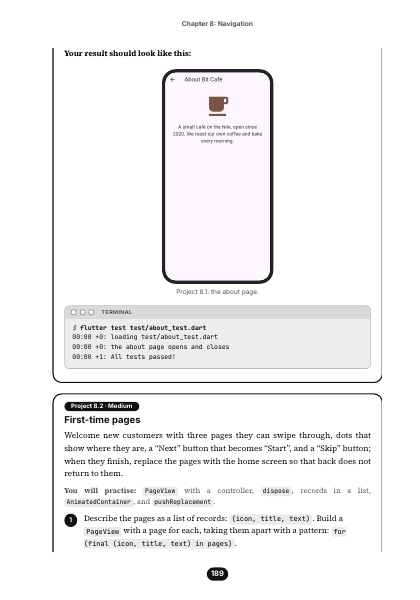 Chapter 8: Navigation
Your result should look like this:
← About Bit Café
A small café on the Nile, open since
2020. We roast our own coffee and bake
every morning.
Project 8.1: the about page.
TERMINAL
$ flutter test test/about_test.dart
00:00 +0: loading test/about_test.dart
00:00 +0: the about page opens and closes
00:00 +1: All tests passed!
Project 8.2 · Medium
First-time pages
Welcome new customers with three pages they can swipe through, dots that
show where they are, a “Next” button that becomes “Start”, and a “Skip” button;
when they finish, replace the pages with the home screen so that back does not
return to them.
You will practise: PageView with a controller, dispose, records in a list,
AnimatedContainer, and pushReplacement.
1 Describe the pages as a list of records: (icon, title, text). Build a
PageView with a page for each, taking them apart with a pattern: for
(final (icon, title, text) in pages).
189